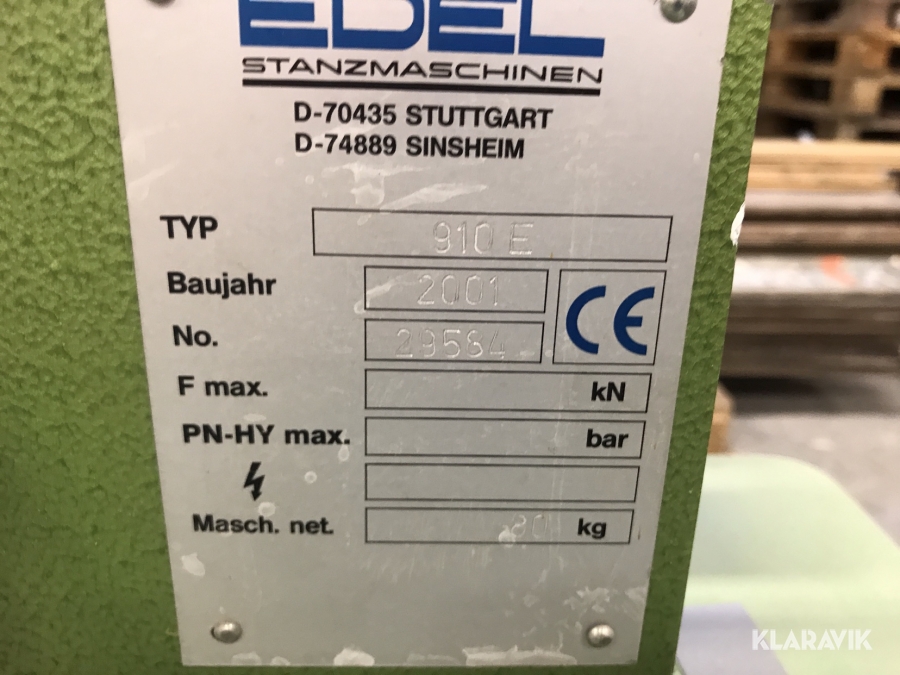 EDEL
STANZMASCHINEN
D-70435 STUTTGART
D-74889 SINSHEIM
TYP 910 E
Baujahr 2001
No. 29584
CE
F max. kN
PN-HY max. bar
Masch. net. kg
KLARAVIK